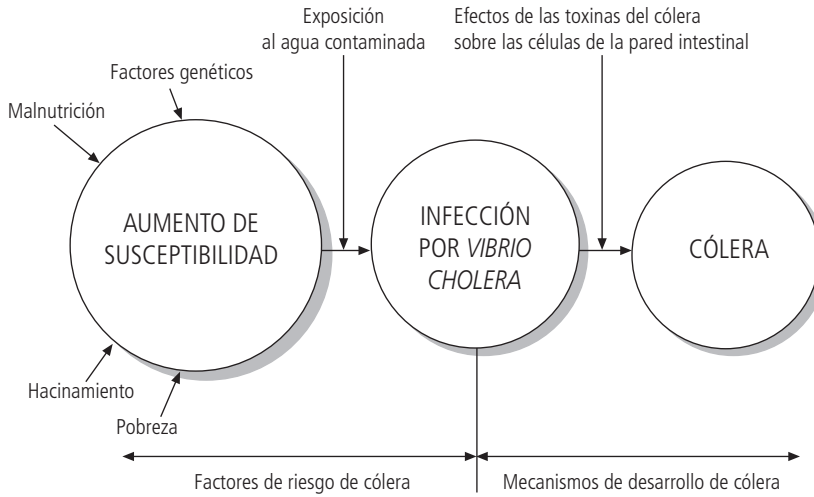 Exposición
al agua contaminada
Efectos de las toxinas del cólera
sobre las células de la pared intestinal
Factores genéticos
Malnutrición
AUMENTO DE
SUSCEPTIBILIDAD
INFECCIÓN
POR VIBRIO
CHOLERA
CÓLERA
Hacinamiento
Pobreza
Factores de riesgo de cólera
Mecanismos de desarrollo de cólera